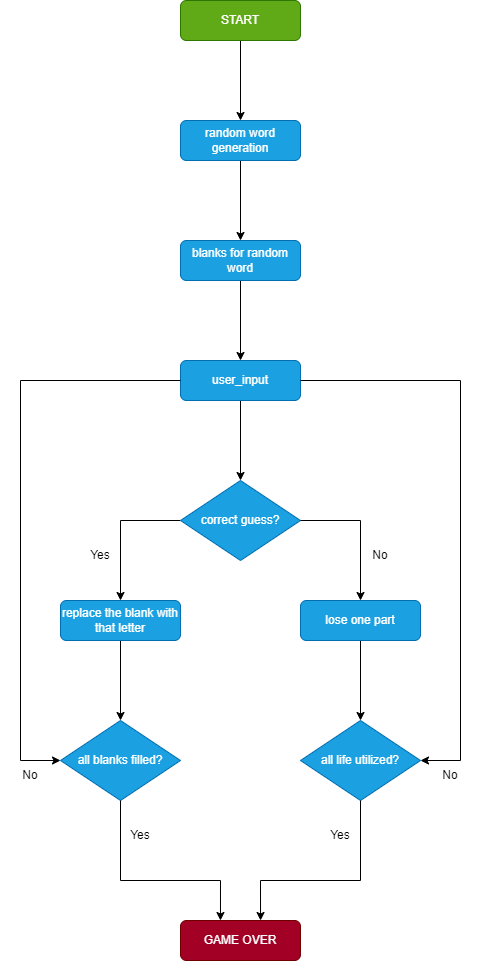 START
random word
generation
blanks for random
word
user_input
correct guess?
Yes
No
replace the blank with
that letter
lose one part
all blanks filled?
all life utilized?
No
No
Yes
Yes
GAME OVER